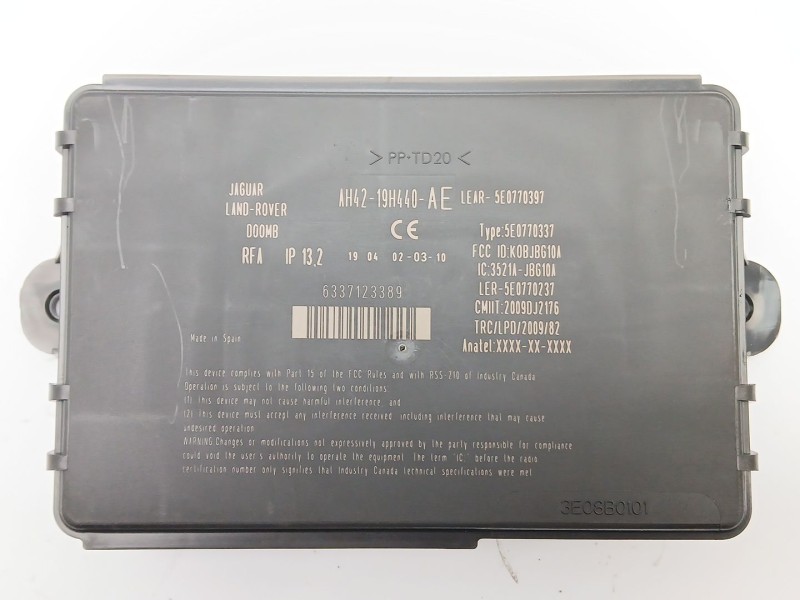 > PP-TD20 <
JAGUAR
LAND-ROVER
DOOMB
RFA IP 13,2
AH42-19H440-AE LEAR- 5E0770397
CE
19 04 02-03-10
Type:5E0770337
FCC ID:KOBJBG10A
IC:3521A-JBG10A
LER-5E0770237
CMIIT:2009DJ2176
TRC/LPD/2009/82
Anatel:XXXX-XX-XXXX
6337123389
Made in Spain
This device complies with Part 15 of the FCC Rules and with RSS-210 of Industry Canada
Operation is subject to the following two conditions:
(1) this device may not cause harmful interference, and
(2) This device must accept any interference received including interference that may cause
undesired operation
WARNING:Changes or modifications not expressively approved by the party responsible for compliance
could void the user's authority to operate the equipment. The term "IC:" before the radio
certification number only signifies that Industry Canada technical specifications were met
3E08B0101